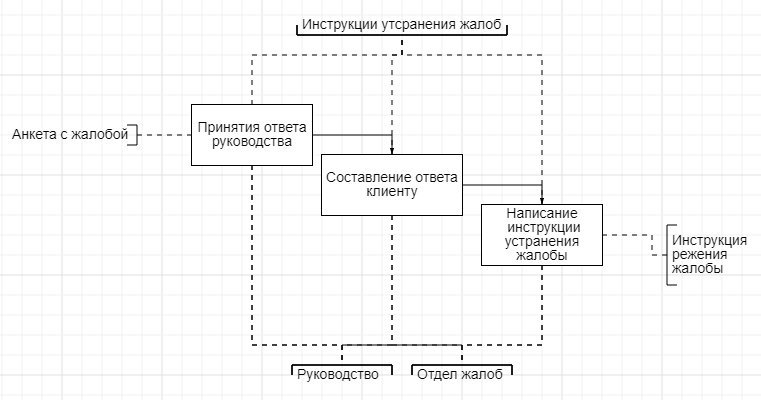 Инструкции утсранения жалоб
Анкета с жалобой
Принятия ответа
руководства
Составление ответа
клиенту
Написание
инструкции
устранения
жалобы
Инструкция
режения
жалобы
Руководство
Отдел жалоб